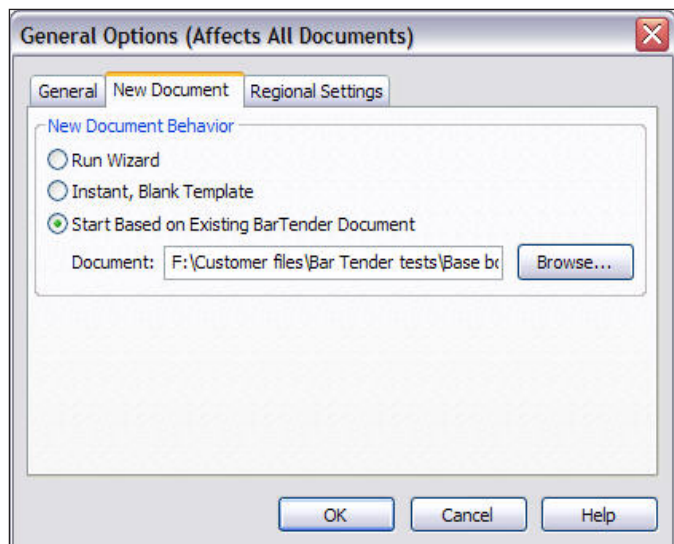 General Options (Affects All Documents)
General New Document Regional Settings
New Document Behavior
Run Wizard
Instant, Blank Template
Start Based on Existing BarTender Document
Document: F:\Customer files\Bar Tender tests\Base bo Browse...
OK Cancel Help